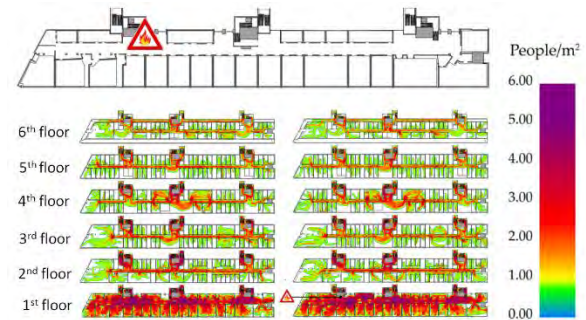 People/m²
6.00
5.00
4.00
3.00
2.00
1.00
0.00
6th floor
5th floor
4th floor
3rd floor
2nd floor
1st floor